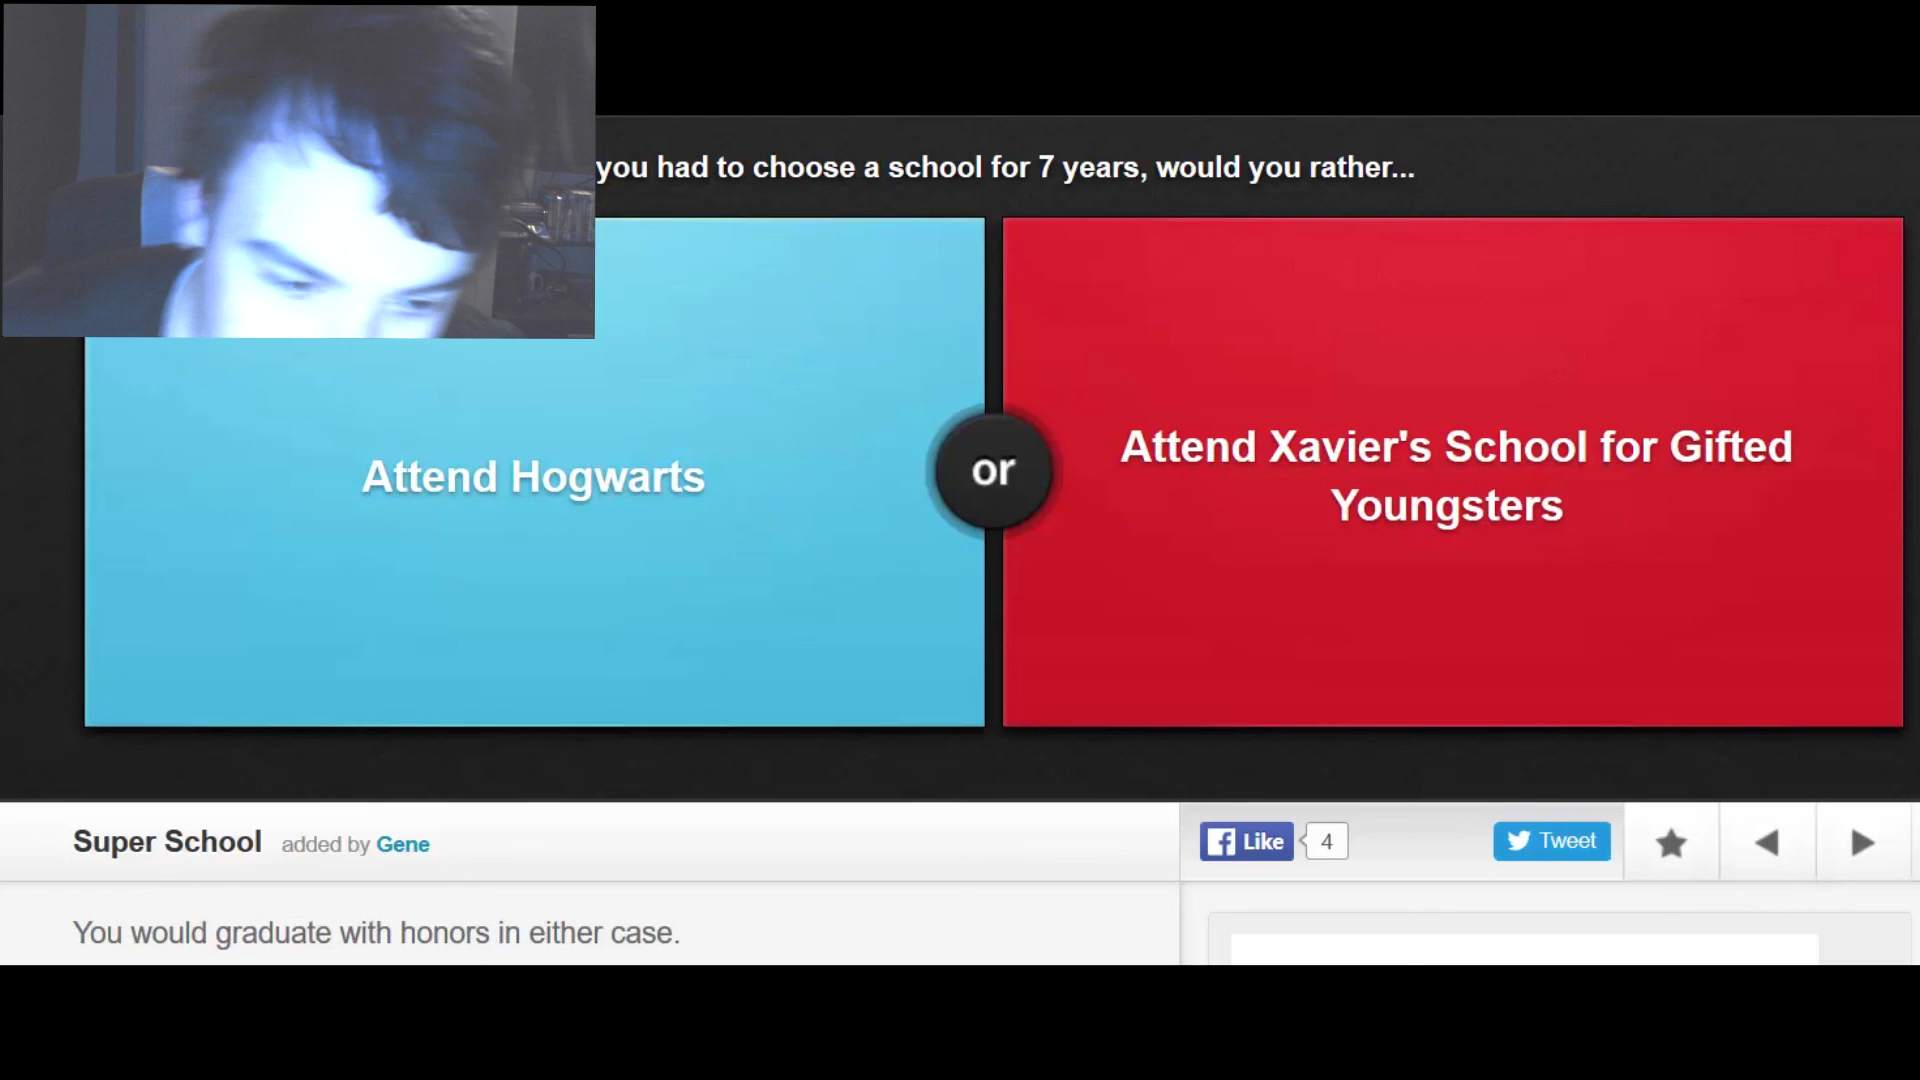 you had to choose a school for 7 years, would you rather...
Attend Hogwarts
or
Attend Xavier's School for Gifted
Youngsters
Super School added by Gene
Like 4 Tweet
You would graduate with honors in either case.